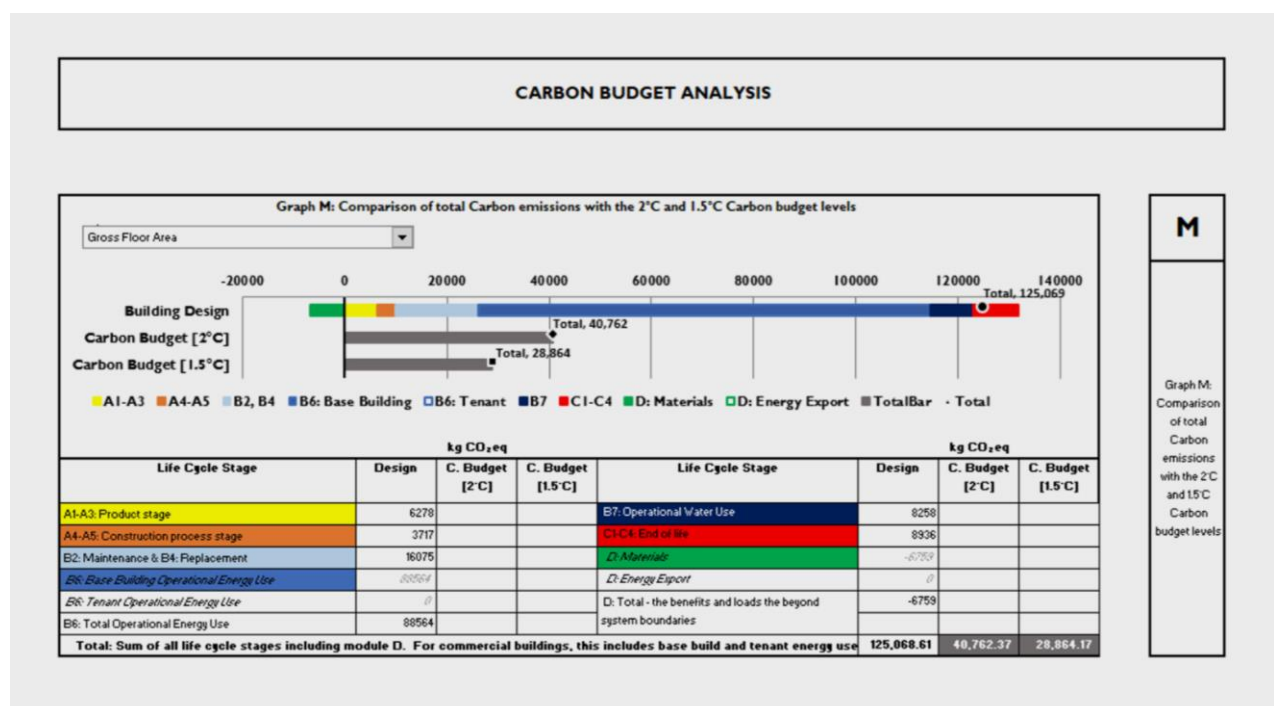 CARBON BUDGET ANALYSIS
Graph M: Comparison of total Carbon emissions with the 2°C and 1.5°C Carbon budget levels
M
Gross Floor Area
-20000 0 20000 40000 60000 80000 100000 120000 140000
Total, 125,069
Building Design
Total, 40,762
Carbon Budget [2°C]
Total, 28,864
Carbon Budget [1.5°C]
A1-A3 A4-A5 B2, B4 B6: Base Building B6: Tenant B7 C1-C4 D: Materials D: Energy Export TotalBar · Total
Graph M:
Comparison
of total
Carbon
emissions
with the 2°C
and 1.5°C
Carbon
budget levels
kg CO₂eq kg CO₂eq
Life Cycle Stage Design C. Budget [2°C] C. Budget [1.5°C] Life Cycle Stage Design C. Budget [2°C] C. Budget [1.5°C]
A1-A3: Product stage 6278 B7: Operational Water Use 8258
A4-A5: Construction process stage 3717 C1-C4: End of life 8936
B2: Maintenance & B4: Replacement 16075 D: Materials -6759
B6: Base Building Operational Energy Use 88564 D: Energy Export 0
B6: Tenant Operational Energy Use 0 D: Total - the benefits and loads the beyond -6759
B6: Total Operational Energy Use 88564 system boundaries
Total: Sum of all life cycle stages including module D. For commercial buildings, this includes base build and tenant energy use 125,068.61 40,762.37 28,864.17